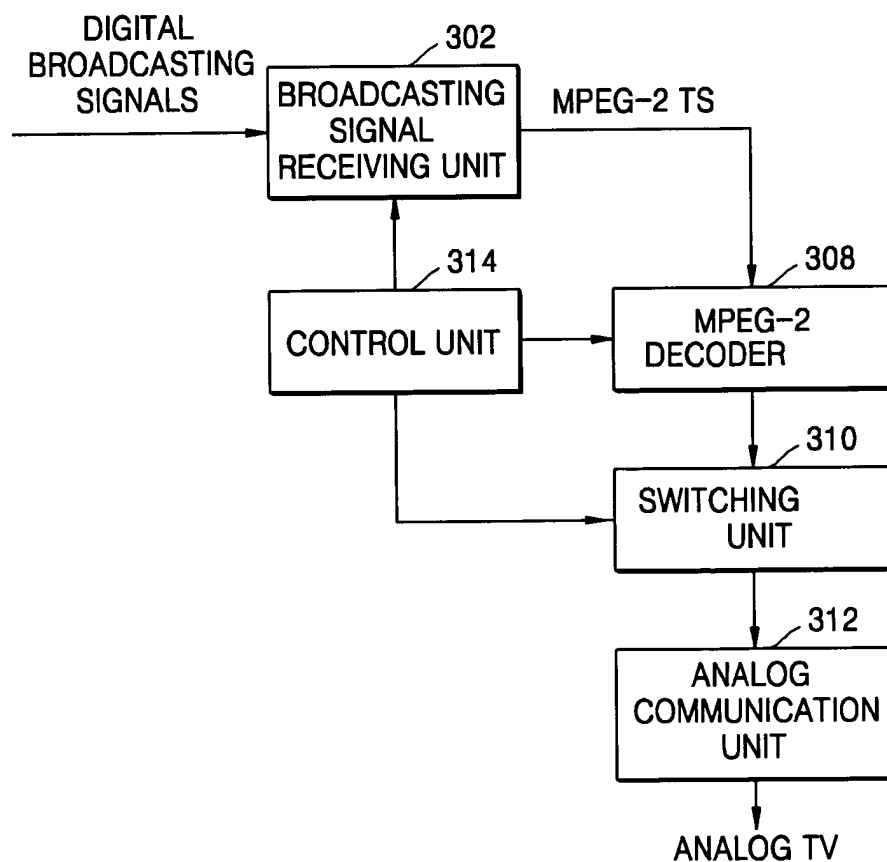 DIGITAL
BROADCASTING
SIGNALS
302
BROADCASTING
SIGNAL
RECEIVING UNIT
MPEG-2 TS
314
CONTROL UNIT
308
MPEG-2
DECODER
310
SWITCHING
UNIT
312
ANALOG
COMMUNICATION
UNIT
ANALOG TV